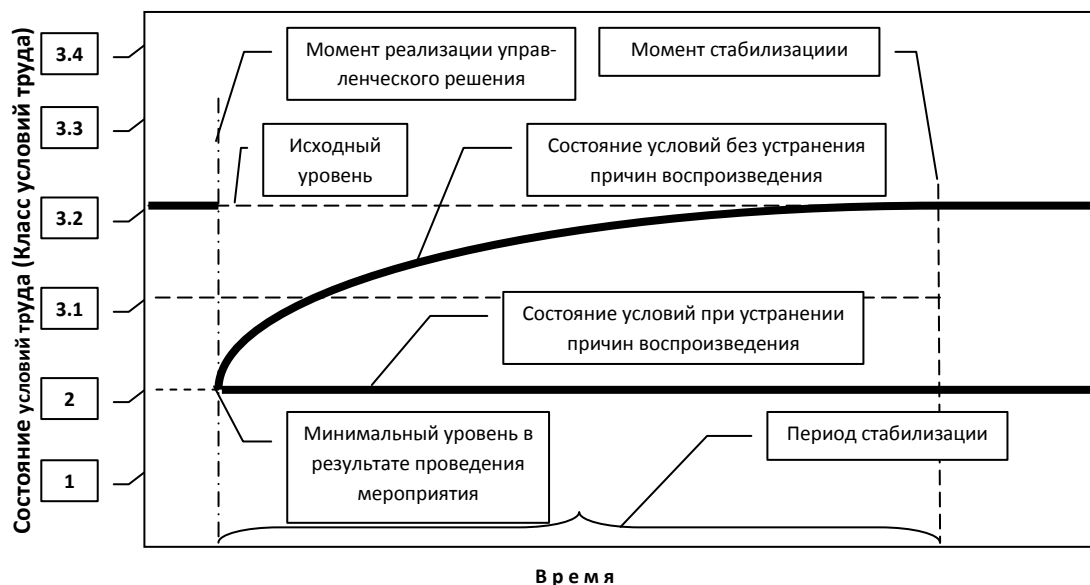 Состояние условий труда (Класс условий труда)
3.4
3.3
3.2
3.1
2
1
Момент реализации управ-
ленческого решения
Момент стабилизациии
Исходный
уровень
Состояние условий без устранения
причин воспроизведения
Состояние условий при устранении
причин воспроизведения
Минимальный уровень в
результате проведения
мероприятия
Период стабилизации
Время